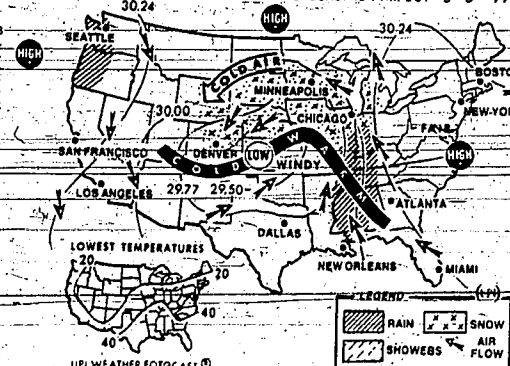 30.24
HIGH
30.24
SEATTLE
HIGH
COLD AIR
BOSTON
MINNEAPOLIS
NEW YORK
30.00
CHICAGO
FAIR
SAN FRANCISCO
DENVER
LOW
WINDY
HIGH
COLD
WARM
LOS ANGELES
29.77
29.50
ATLANTA
DALLAS
LOWEST TEMPERATURES
NEW ORLEANS
MIAMI
20
20
40
40
LEGEND
RAIN
SNOW
SHOWERS
AIR
FLOW
UPI WEATHER FOTOCAST ®